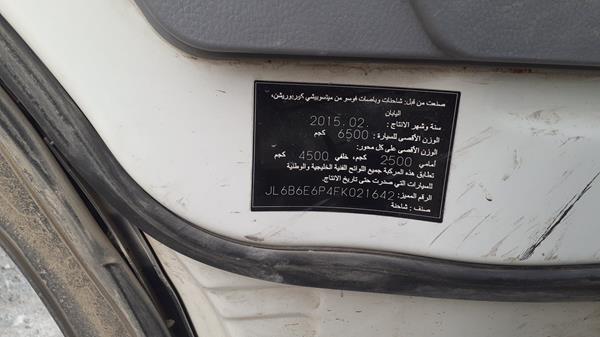 صنعت من قبل: شاحنات وباصات فوسو من ميتسوبيشي كوربوريشن،
اليابان
سنة وشهر الانتاج: 2015.02.
الوزن الأقصى للسيارة: 6500 كجم
الوزن الأقصى على كل محور:
أمامي 2500 كجم، خلفي 4500 كجم
تطابق هذه المركبة جميع اللوائح الفنية الخليجية والوطنية
للسيارات التي صدرت حتى تاريخ الانتاج.
الرقم المميز: JL6B6E6P4FK021642
صنف: شاحنة